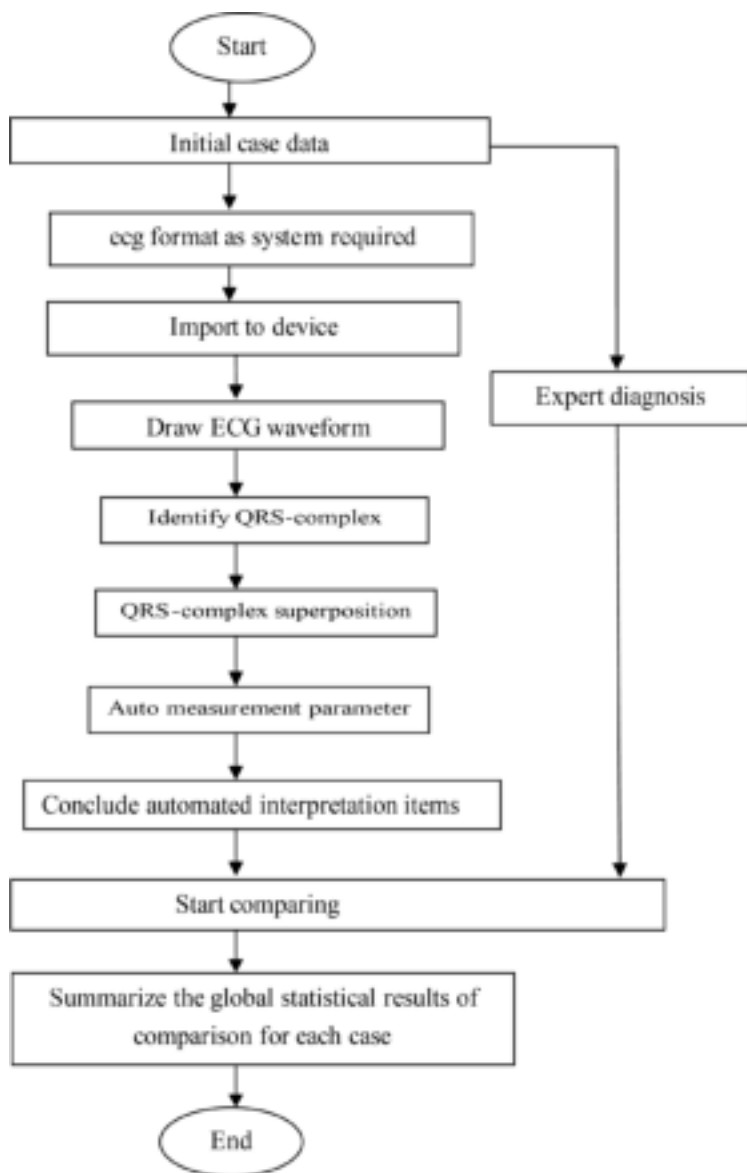 Start
Initial case data
ecg format as system required
Import to device
Expert diagnosis
Draw ECG waveform
Identify QRS-complex
QRS-complex superposition
Auto measurement parameter
Conclude automated interpretation items
Start comparing
Summarize the global statistical results of
comparison for each case
End